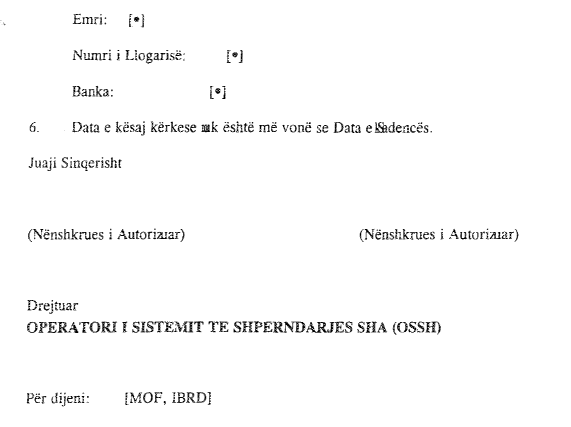 Emri: [•]
Numri i Llogarisë: [•]
Banka: [•]
6. Data e kësaj kërkese nuk është më vonë se Data e Skadencës.
Juaji Sinqerisht
(Nënshkrues i Autorizuar) (Nënshkrues i Autorizuar)
Drejtuar
OPERATORI I SISTEMIT TE SHPERNDARJES SHA (OSSH)
Për dijeni: [MOF, IBRD]